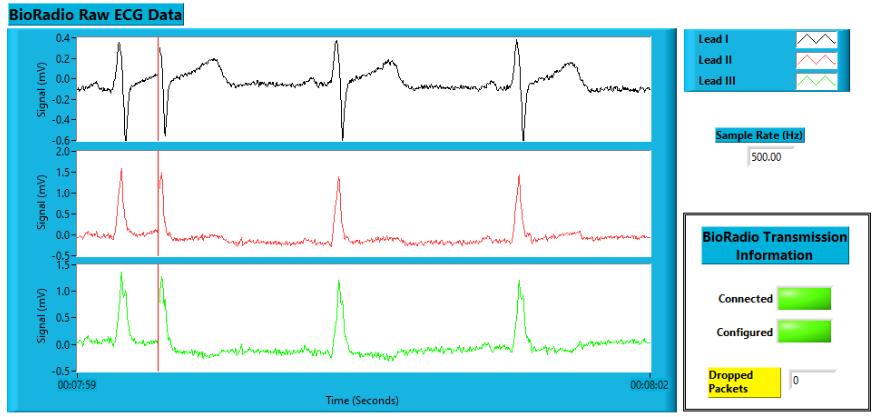 BioRadio Raw ECG Data
Signal (mV)
0.4
0.2
0.0
-0.2
-0.4
-0.6
Signal (mV)
2.0
1.5
1.0
0.5
0.0
-0.5
Signal (mV)
1.5
1.0
0.5
0.0
-0.5
00:07:59
00:08:02
Time (Seconds)
Lead I
Lead II
Lead III
Sample Rate (Hz)
500.00
BioRadio Transmission
Information
Connected
Configured
Dropped
Packets
0